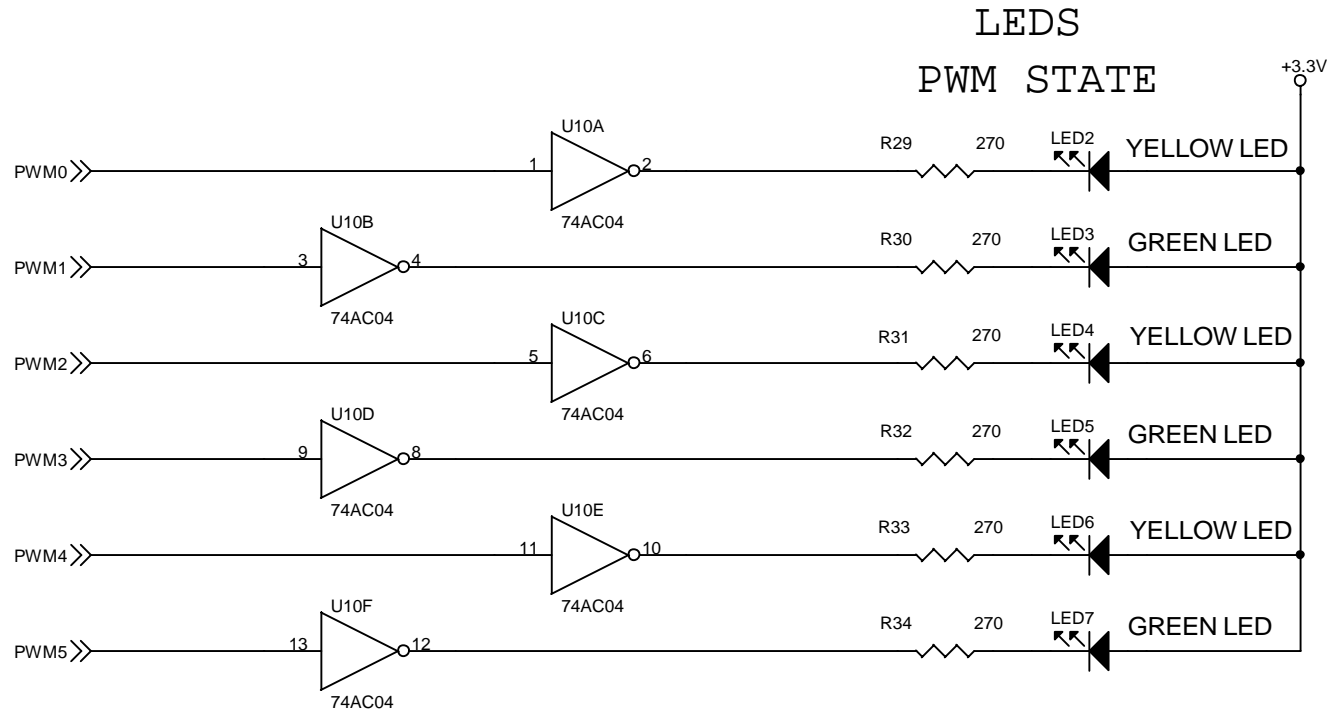 LEDS
PWM STATE
+3.3V
U10A
R29 270 LED2 YELLOW LED
PWM0 1 2
74AC04
U10B
R30 270 LED3 GREEN LED
PWM1 3 4
74AC04
U10C
R31 270 LED4 YELLOW LED
PWM2 5 6
74AC04
U10D
R32 270 LED5 GREEN LED
PWM3 9 8
74AC04
U10E
R33 270 LED6 YELLOW LED
PWM4 11 10
74AC04
U10F
R34 270 LED7 GREEN LED
PWM5 13 12
74AC04